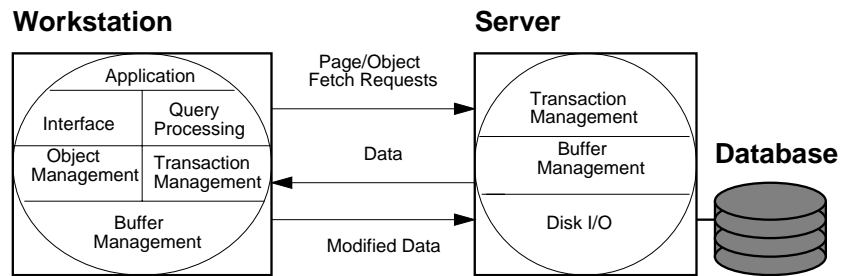 Workstation
Server
Application
Interface
Query
Processing
Object
Management
Transaction
Management
Buffer
Management
Page/Object
Fetch Requests
Data
Modified Data
Transaction
Management
Buffer
Management
Disk I/O
Database